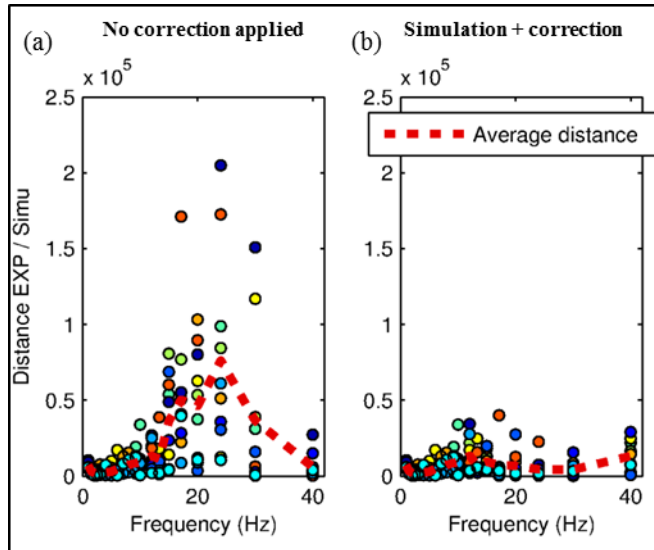 (a) No correction applied
(b) Simulation + correction
x 10^5
x 10^5
2.5
2
1.5
1
0.5
0
Distance EXP / Simu
0 20 40
Frequency (Hz)
2.5
2
1.5
1
0.5
0
Average distance
1 20 40
Frequency (Hz)